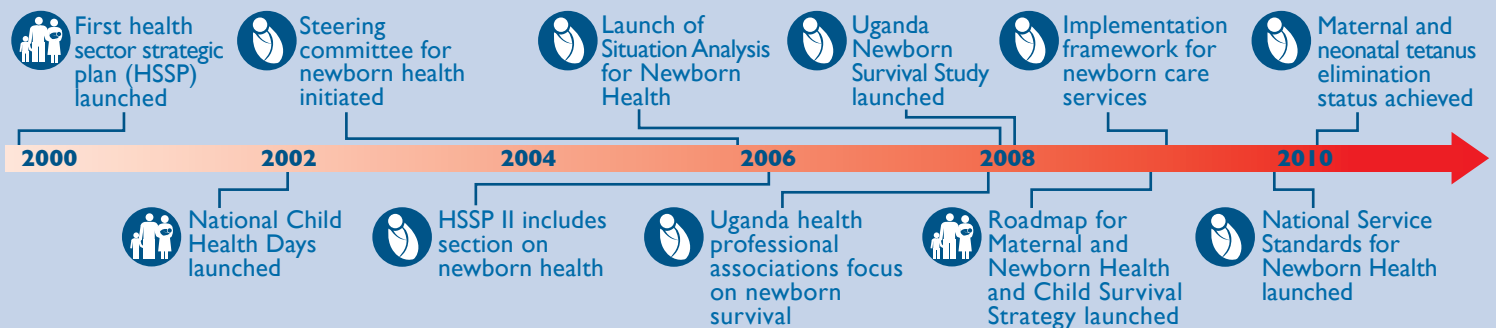 First health
sector strategic
plan (HSSP)
launched
Steering
committee for
newborn health
initiated
Launch of
Situation Analysis
for Newborn
Health
Uganda
Newborn
Survival Study
launched
Implementation
framework for
newborn care
services
Maternal and
neonatal tetanus
elimination
status achieved
2000 2002 2004 2006 2008 2010
National Child
Health Days
launched
HSSP II includes
section on
newborn health
Uganda health
professional
associations focus
on newborn
survival
Roadmap for
Maternal and
Newborn Health
and Child Survival
Strategy launched
National Service
Standards for
Newborn Health
launched